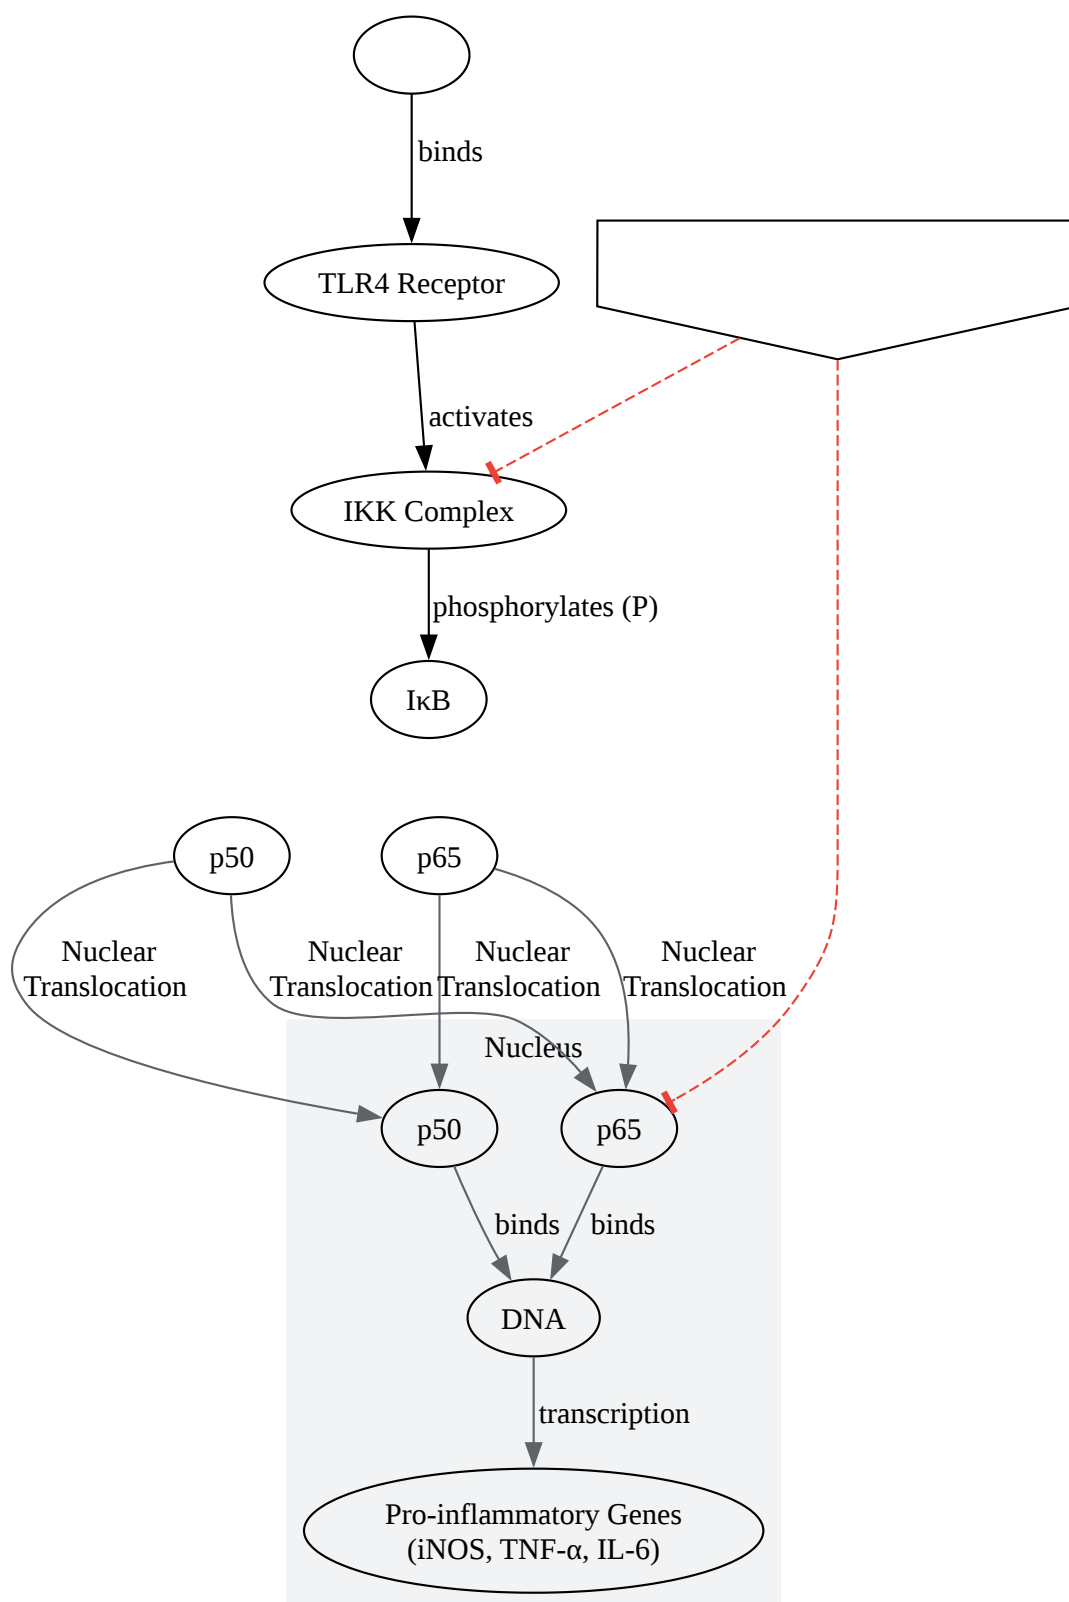 binds
TLR4 Receptor
activates
IKK Complex
phosphorylates (P)
IκB
p50
p65
Nuclear
Translocation
Nuclear
Translocation
Nuclear
Translocation
Nuclear
Translocation
Nucleus
p50
p65
binds
binds
DNA
transcription
Pro-inflammatory Genes
(iNOS, TNF-α, IL-6)